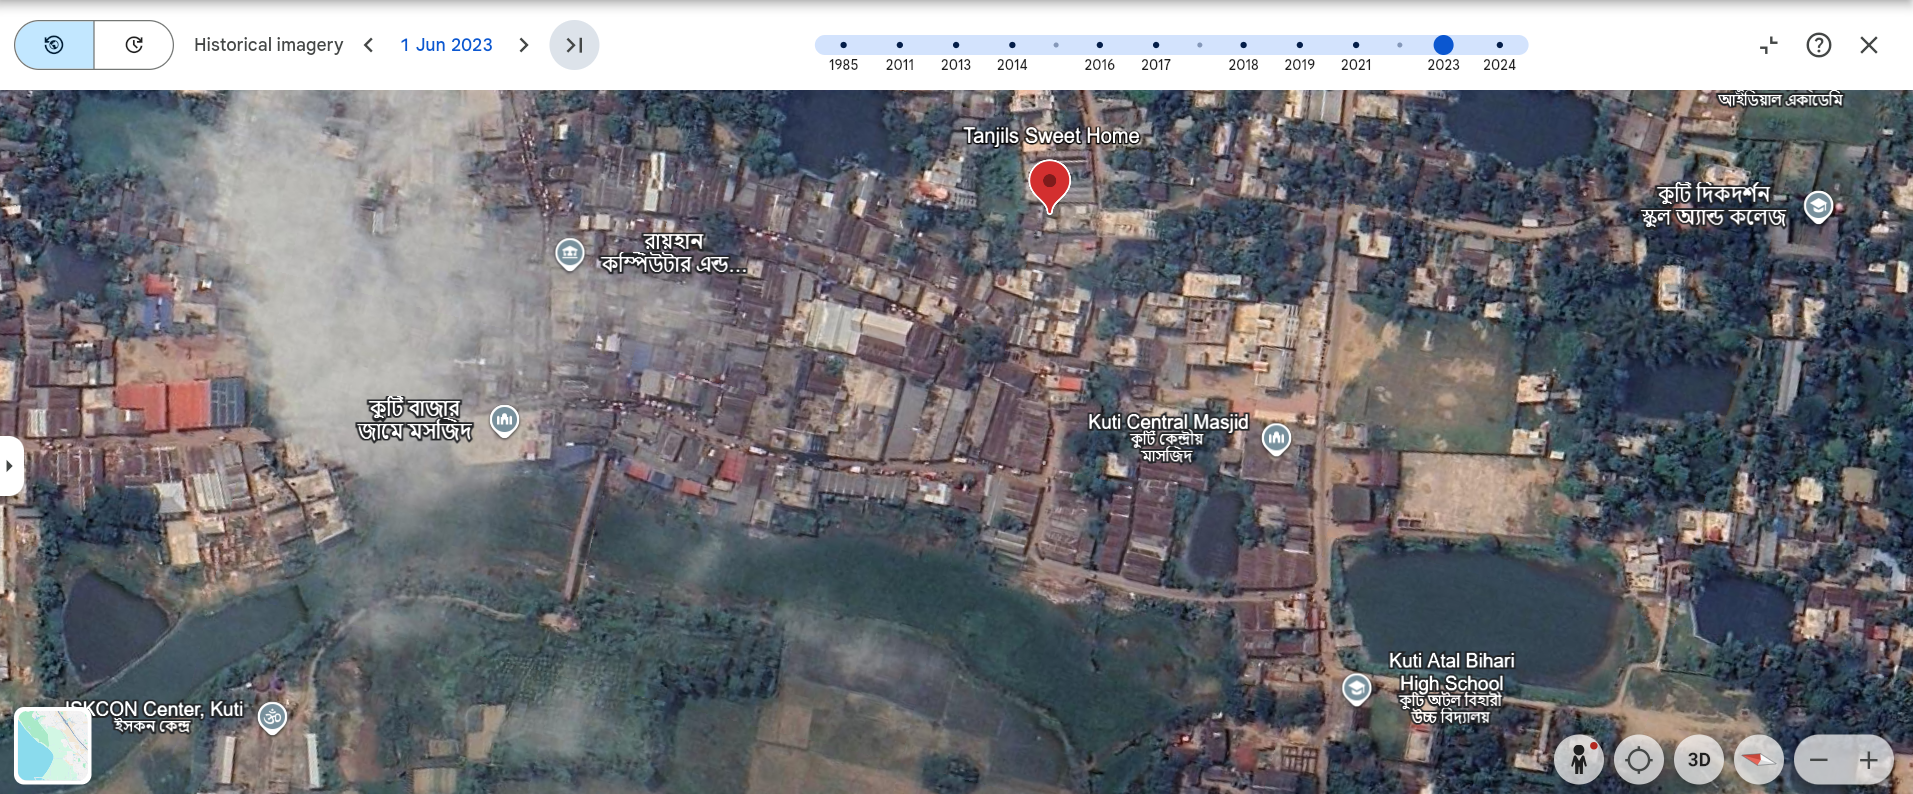 Historical imagery
1 Jun 2023
1985 2011 2013 2014 2016 2017 2018 2019 2021 2023 2024
আইডিয়াল একাডেমি
Tanjils Sweet Home
কুটি দিকদর্শন
স্কুল অ্যান্ড কলেজ
রায়হান
কম্পিউটার এন্ড...
কুটি বাজার
জামে মসজিদ
Kuti Central Masjid
কুটি কেন্দ্রীয়
মাসজিদ
Kuti Atal Bihari
High School
কুটি অটল বিহারী
উচ্চ বিদ্যালয়
ISKCON Center, Kuti
ইসকন কেন্দ্র
3D